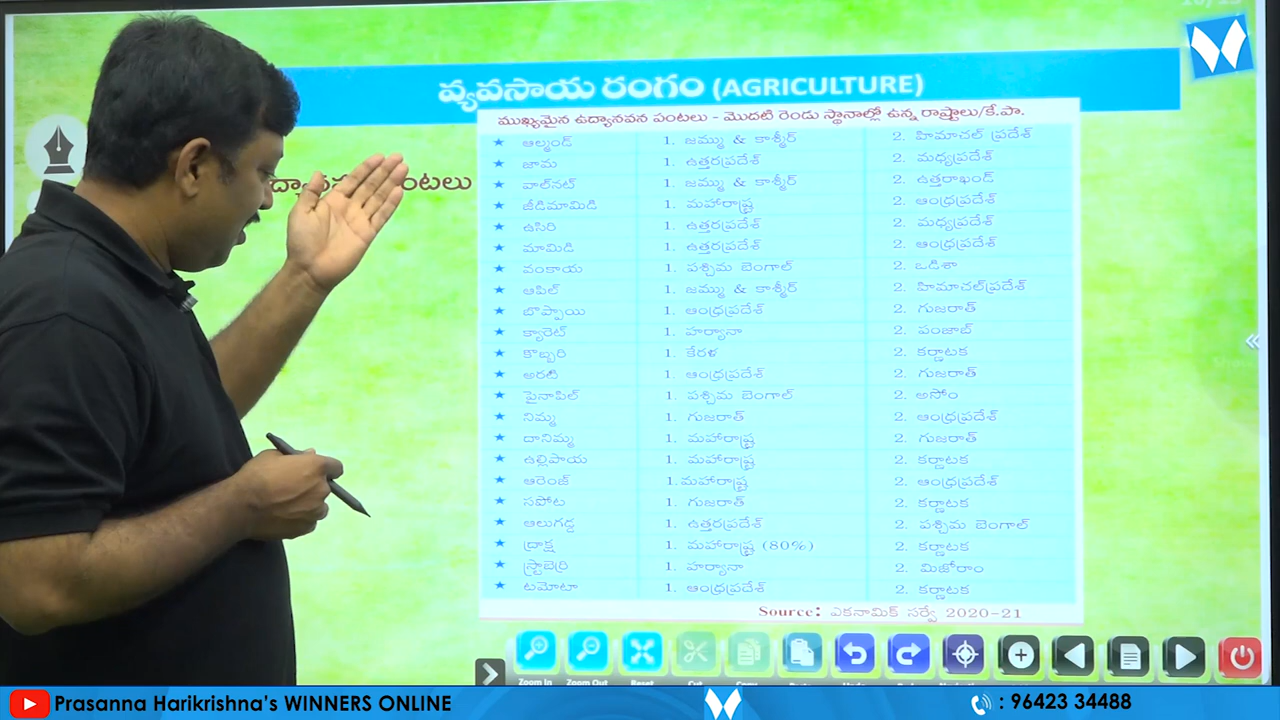 వ్యవసాయ రంగం (AGRICULTURE)
ముఖ్యమైన ఉద్యానవన పంటలు - మొదటి రెండు స్థానాల్లో ఉన్న రాష్ట్రాలు/కే.పా.
పంటలు
★ ఆల్మండ్ 1. జమ్ము & కాశ్మీర్ 2. హిమాచల్ ప్రదేశ్
★ జామ 1. ఉత్తరప్రదేశ్ 2. మధ్యప్రదేశ్
★ వాల్‌నట్ 1. జమ్ము & కాశ్మీర్ 2. ఉత్తరాఖండ్
★ జీడిమామిడి 1. మహారాష్ట్ర 2. ఆంధ్రప్రదేశ్
★ ఉసిరి 1. ఉత్తరప్రదేశ్ 2. మధ్యప్రదేశ్
★ మామిడి 1. ఉత్తరప్రదేశ్ 2. ఆంధ్రప్రదేశ్
★ వంకాయ 1. పశ్చిమ బెంగాల్ 2. ఒడిశా
★ ఆపిల్ 1. జమ్ము & కాశ్మీర్ 2. హిమాచల్‌ప్రదేశ్
★ బొప్పాయి 1. ఆంధ్రప్రదేశ్ 2. గుజరాత్
★ క్యారెట్ 1. హర్యానా 2. పంజాబ్
★ కొబ్బరి 1. కేరళ 2. కర్ణాటక
★ అరటి 1. ఆంధ్రప్రదేశ్ 2. గుజరాత్
★ పైనాపిల్ 1. పశ్చిమ బెంగాల్ 2. అసోం
★ నిమ్మ 1. గుజరాత్ 2. ఆంధ్రప్రదేశ్
★ దానిమ్మ 1. మహారాష్ట్ర 2. గుజరాత్
★ ఉల్లిపాయ 1. మహారాష్ట్ర 2. కర్ణాటక
★ ఆరెంజ్ 1. మహారాష్ట్ర 2. ఆంధ్రప్రదేశ్
★ సపోట 1. గుజరాత్ 2. కర్ణాటక
★ ఆలుగడ్డ 1. ఉత్తరప్రదేశ్ 2. పశ్చిమ బెంగాల్
★ ద్రాక్ష 1. మహారాష్ట్ర (80%) 2. కర్ణాటక
★ స్ట్రాబెర్రి 1. హర్యానా 2. మిజోరాం
★ టమోటా 1. ఆంధ్రప్రదేశ్ 2. కర్ణాటక
Source: ఎకనామిక్ సర్వే 2020-21
Zoom In Zoom Out Reset Cut Copy
Prasanna Harikrishna's WINNERS ONLINE : 96423 34488